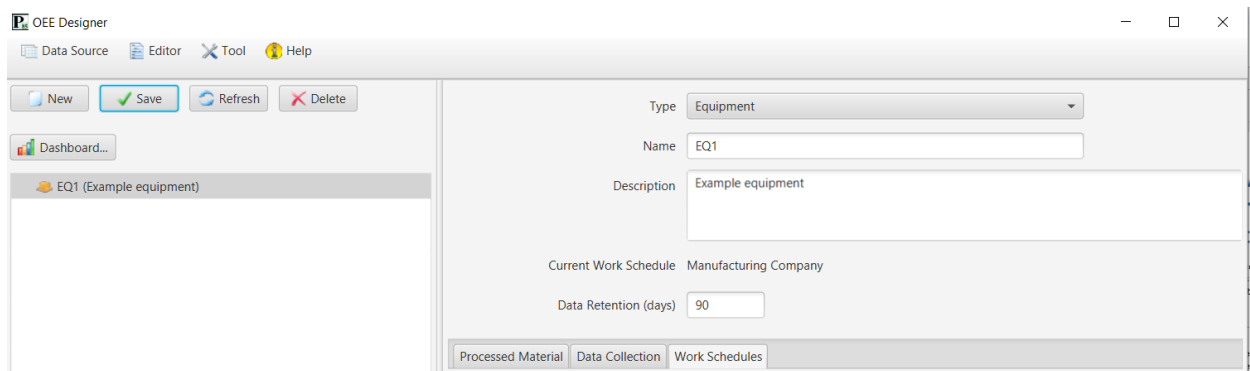 OEE Designer
Data Source Editor Tool Help
New Save Refresh Delete
Dashboard...
EQ1 (Example equipment)
Type Equipment
Name EQ1
Description Example equipment
Current Work Schedule Manufacturing Company
Data Retention (days) 90
Processed Material Data Collection Work Schedules